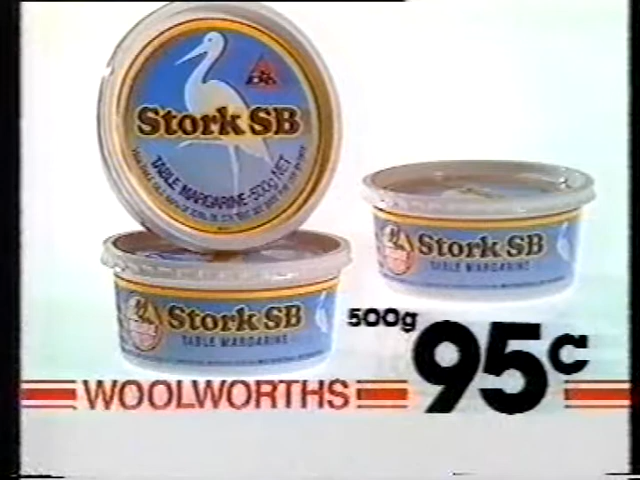 Stork SB
TABLE MARGARINE·500g NET
Stork SB
TABLE MARGARINE
Stork SB
TABLE MARGARINE
500g
95c
WOOLWORTHS